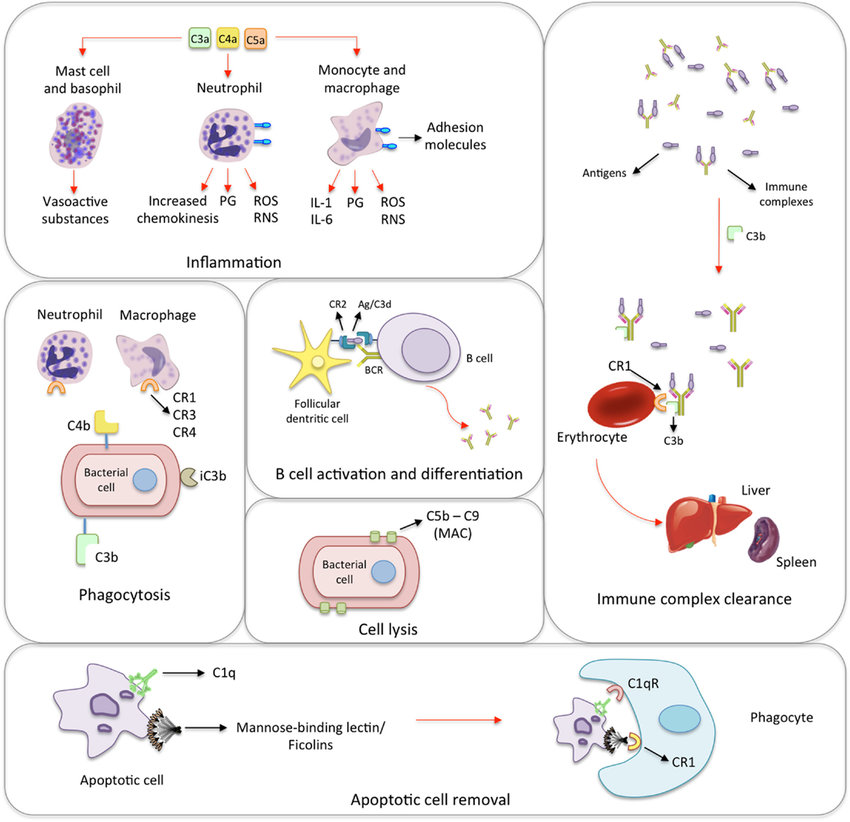 C3a C4a C5a
Mast cell
and basophil
Neutrophil
Monocyte and
macrophage
Adhesion
molecules
Vasoactive
substances
Increased
chemokinesis
PG
ROS
RNS
IL-1
IL-6
PG
ROS
RNS
Inflammation
Antigens
Immune
complexes
C3b
CR1
Erythrocyte
C3b
Liver
Spleen
Immune complex clearance
Neutrophil
Macrophage
CR1
CR3
CR4
C4b
Bacterial
cell
iC3b
C3b
Phagocytosis
CR2
Ag/C3d
B cell
BCR
Follicular
dentritic cell
B cell activation and differentiation
C5b – C9
(MAC)
Bacterial
cell
Cell lysis
C1q
Mannose-binding lectin/
Ficolins
Apoptotic cell
C1qR
Phagocyte
CR1
Apoptotic cell removal